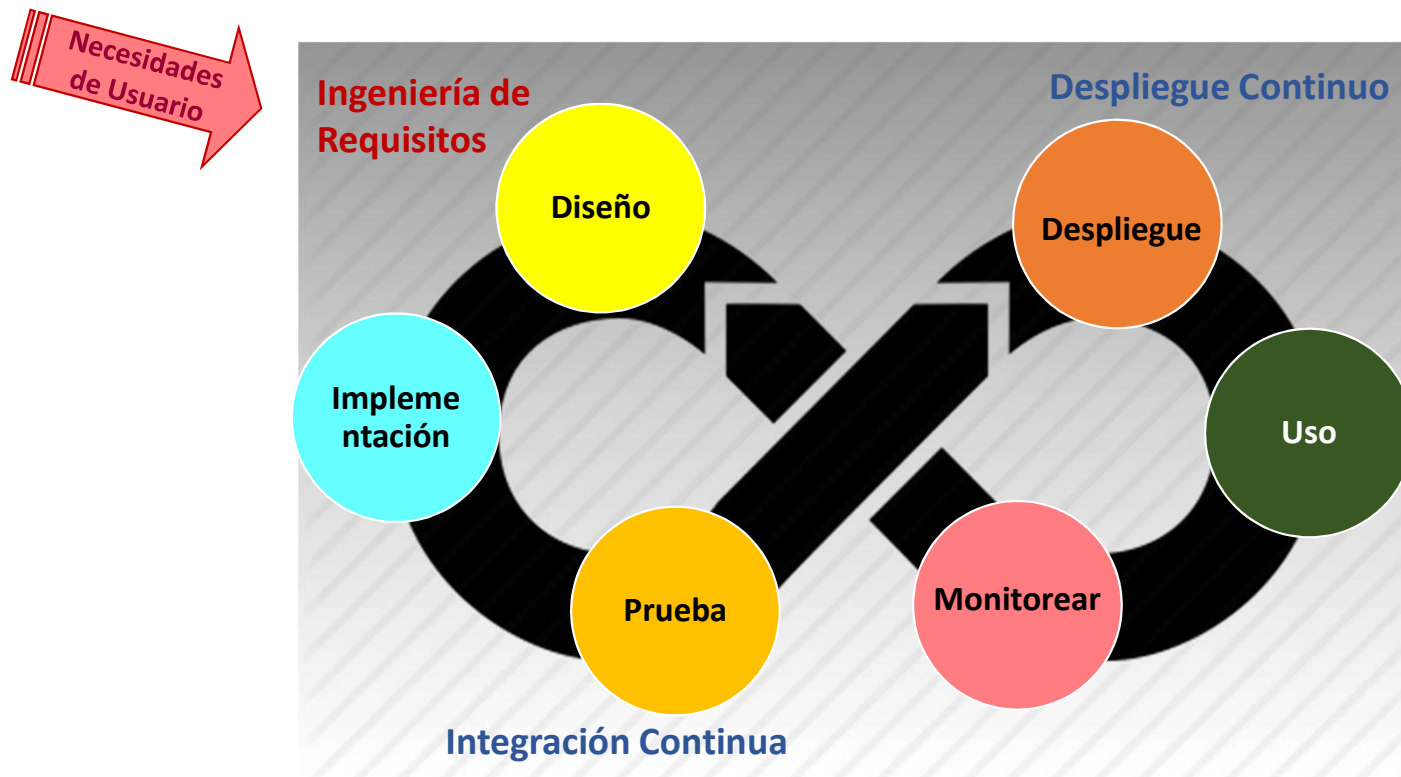 Necesidades
de Usuario
Ingeniería de
Requisitos
Despliegue Continuo
Diseño
Despliegue
Impleme
ntación
Uso
Prueba
Monitorear
Integración Continua